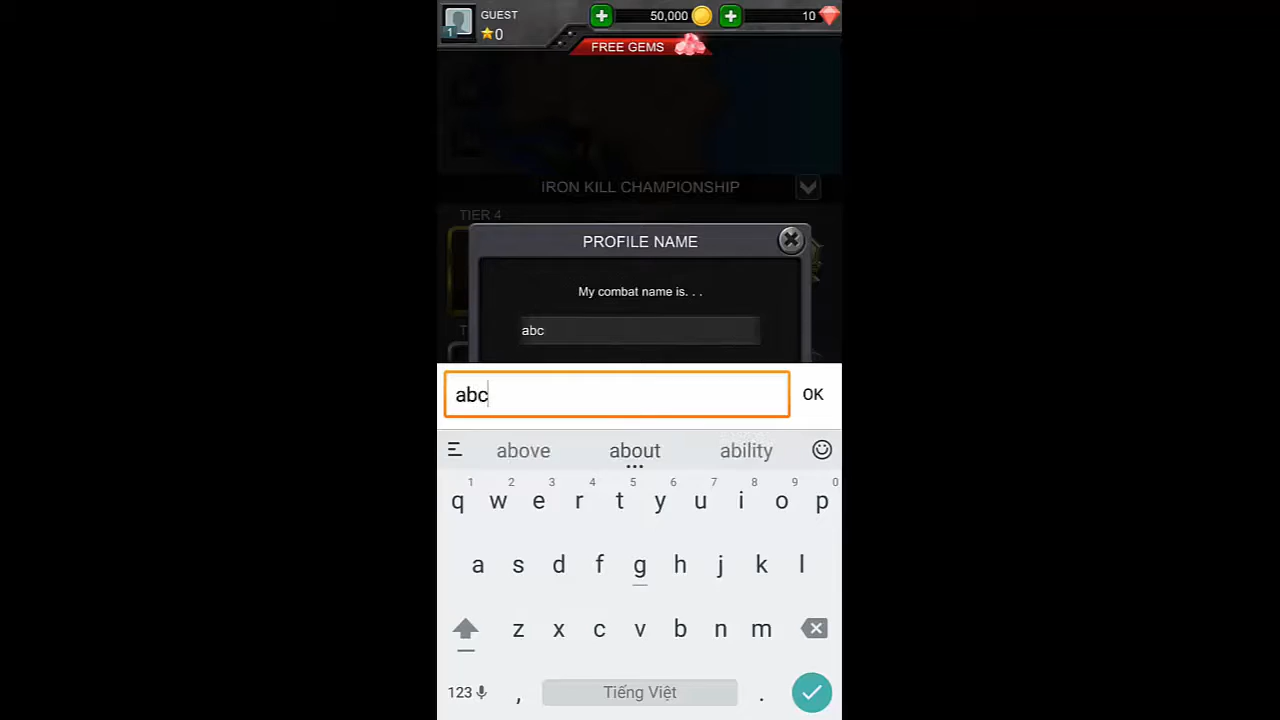 GUEST
50,000
10
1
0
FREE GEMS
IRON KILL CHAMPIONSHIP
TIER 4
PROFILE NAME
My combat name is. . .
abc
T
abc
OK
above about ability
1 2 3 4 5 6 7 8 9 0
q w e r t y u i o p
a s d f g h j k l
z x c v b n m
123 , Tiếng Việt .